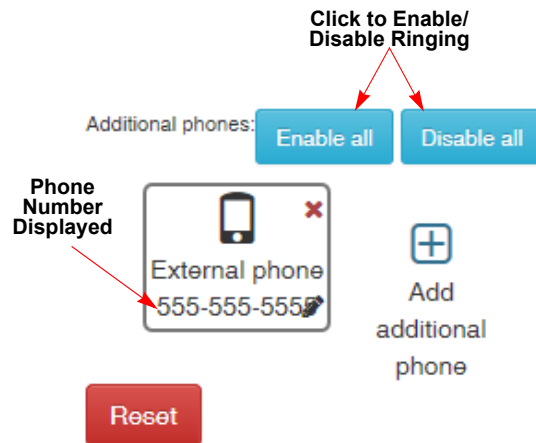 Click to Enable/
Disable Ringing
Additional phones:
Enable all
Disable all
Phone
Number
Displayed
External phone
555-555-5555
Add
additional
phone
Reset